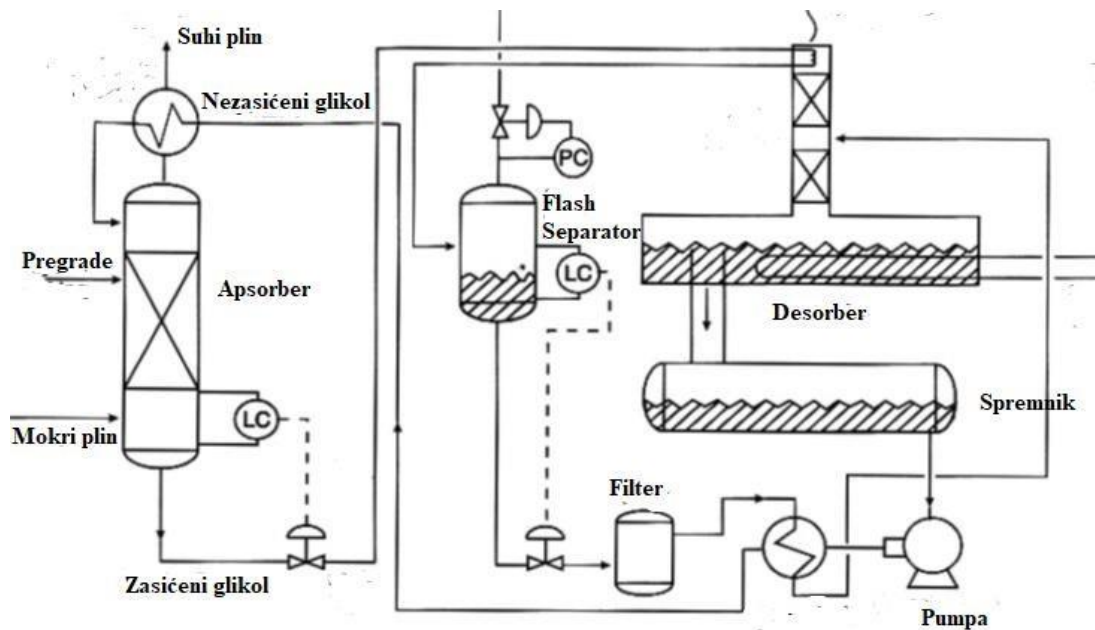 Suhi plin
Nezasićeni glikol
PC
Flash
Separator
LC
Pregrade
Apsorber
Desorber
Spremnik
LC
Mokri plin
Filter
Zasićeni glikol
Pumpa